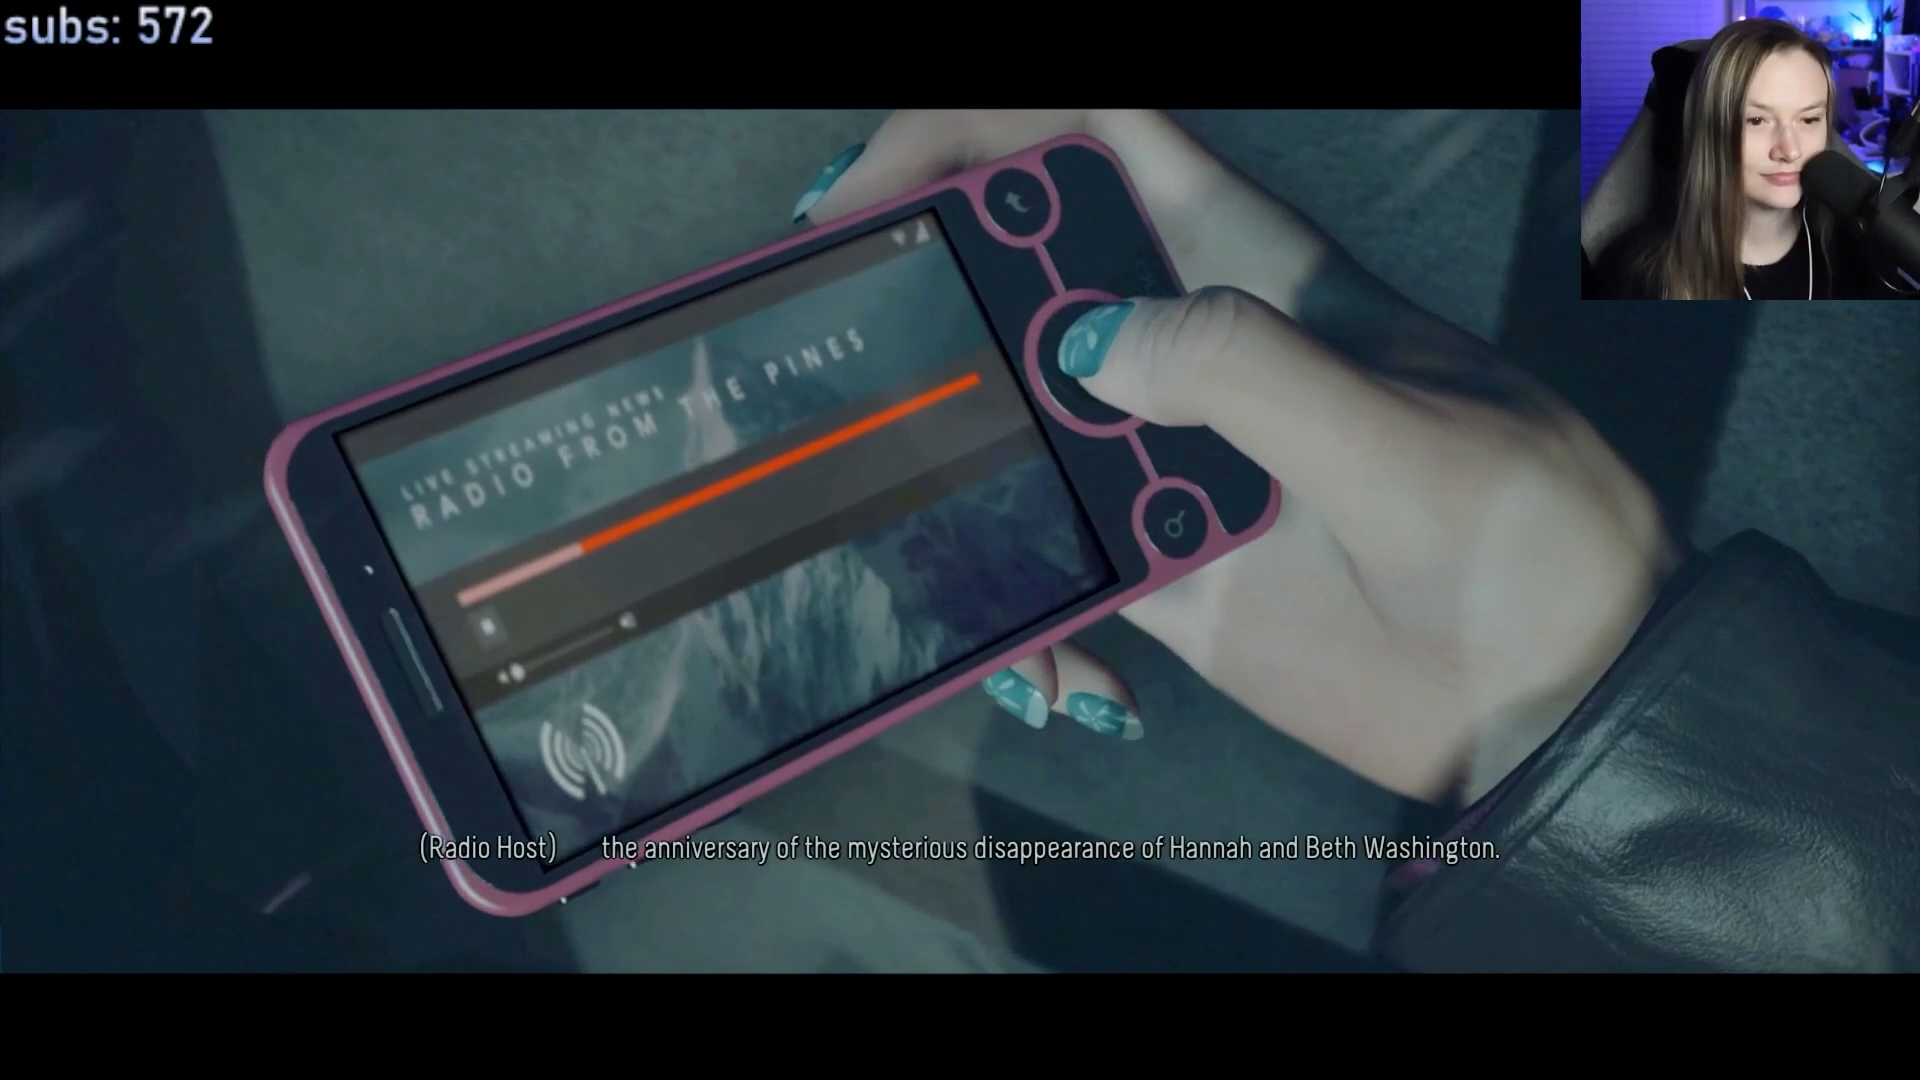 subs: 572
LIVE STREAMING NEWS
RADIO FROM THE PINES
(Radio Host) the anniversary of the mysterious disappearance of Hannah and Beth Washington.